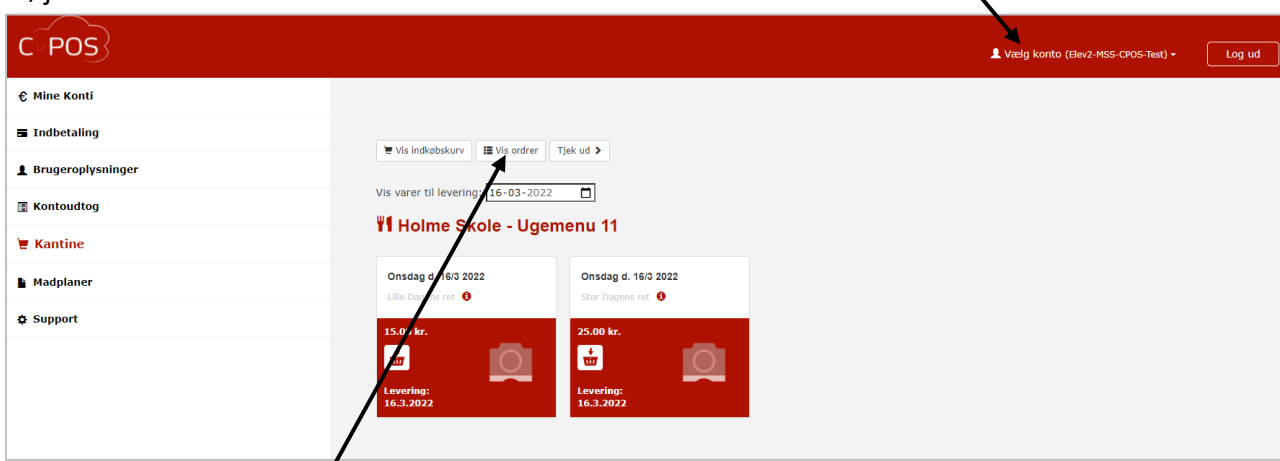 C POS
Vælg konto (Elev2-MSS-CPOS-Test)
Log ud
Mine Konti
Indbetaling
Brugeroplysninger
Kontoudtog
Kantine
Madplaner
Support
Vis indkøbskurv
Vis ordrer
Tjek ud
Vis varer til levering: 16-03-2022
Holme Skole - Ugemenu 11
Onsdag d. 16/3 2022
Lille Dagens ret
15.00 kr.
Levering:
16.3.2022
Onsdag d. 16/3 2022
Stor Dagens ret
25.00 kr.
Levering:
16.3.2022